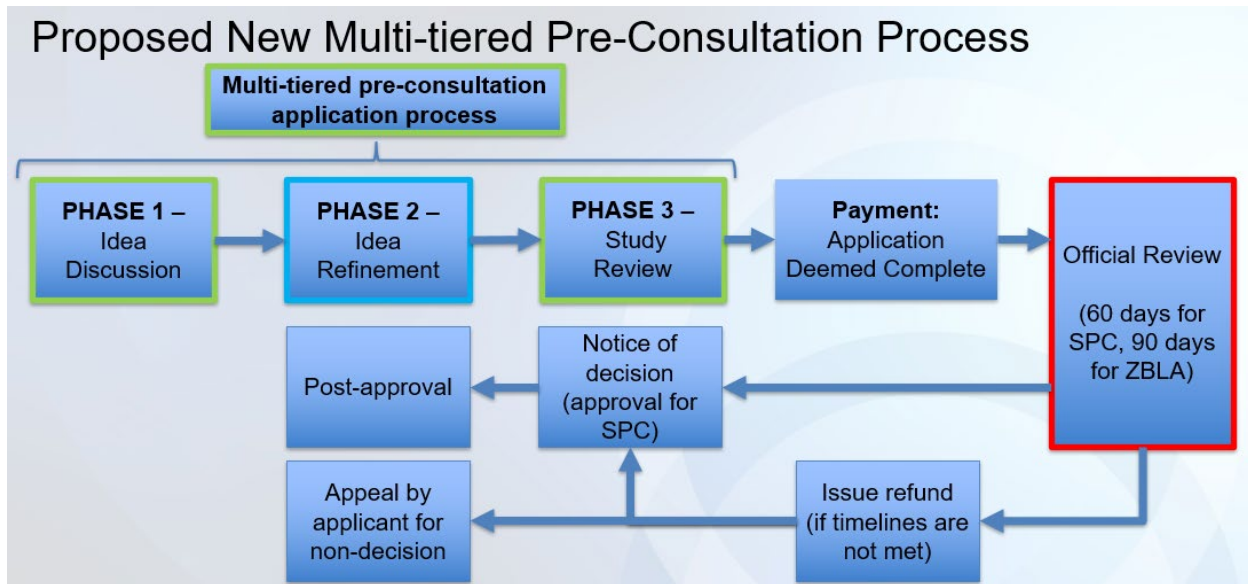 Proposed New Multi-tiered Pre-Consultation Process
Multi-tiered pre-consultation
application process
PHASE 1 –
Idea
Discussion
PHASE 2 –
Idea
Refinement
PHASE 3 –
Study
Review
Payment:
Application
Deemed Complete
Official Review
(60 days for
SPC, 90 days
for ZBLA)
Notice of
decision
(approval for
SPC)
Post-approval
Issue refund
(if timelines are
not met)
Appeal by
applicant for
non-decision